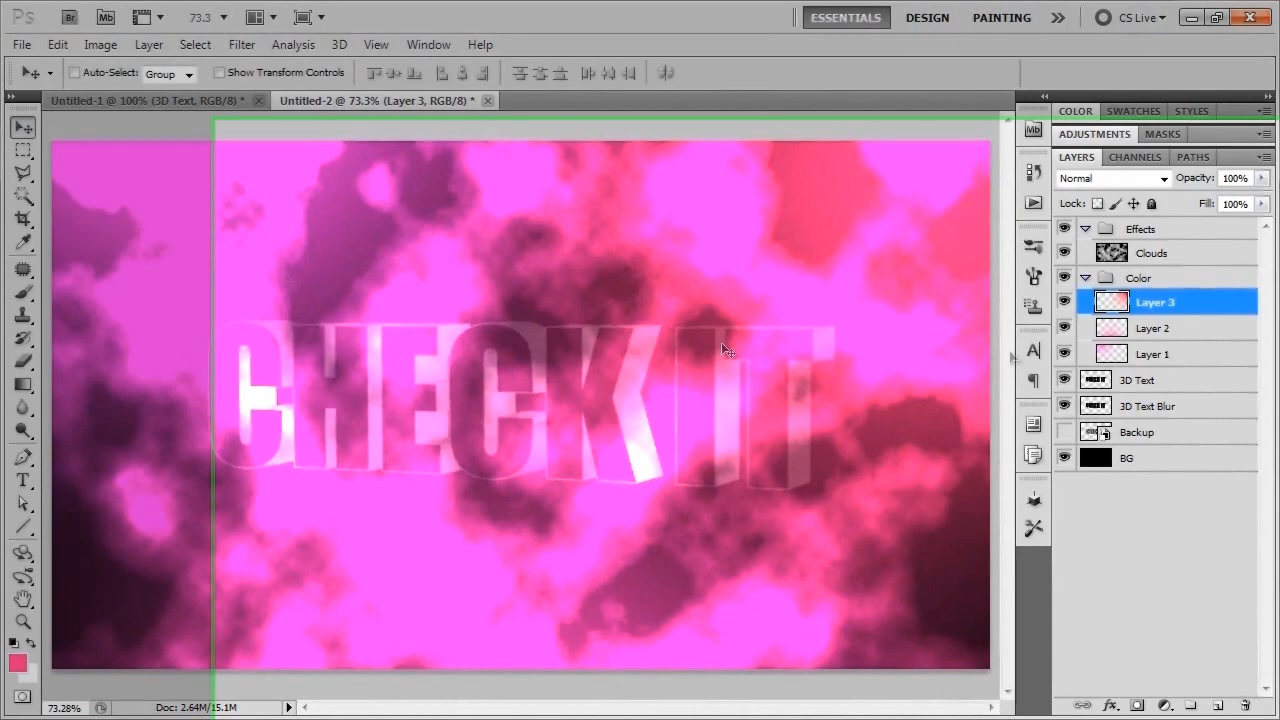 Ps Br Mb 73.3 ESSENTIALS DESIGN PAINTING CS Live
File Edit Image Layer Select Filter Analysis 3D View Window Help
Auto-Select: Group Show Transform Controls
Untitled-1 @ 100% (3D Text, RGB/8) * Untitled-2 @ 73.3% (Layer 3, RGB/8) *
COLOR SWATCHES STYLES
Mb
ADJUSTMENTS MASKS
LAYERS CHANNELS PATHS
Normal Opacity: 100%
Lock: Fill: 100%
Effects
Clouds
Color
Layer 3
Layer 2
Layer 1
3D Text
3D Text Blur
Backup
BG
CHECK IT
73.28% Doc: 2.64M/15.1M